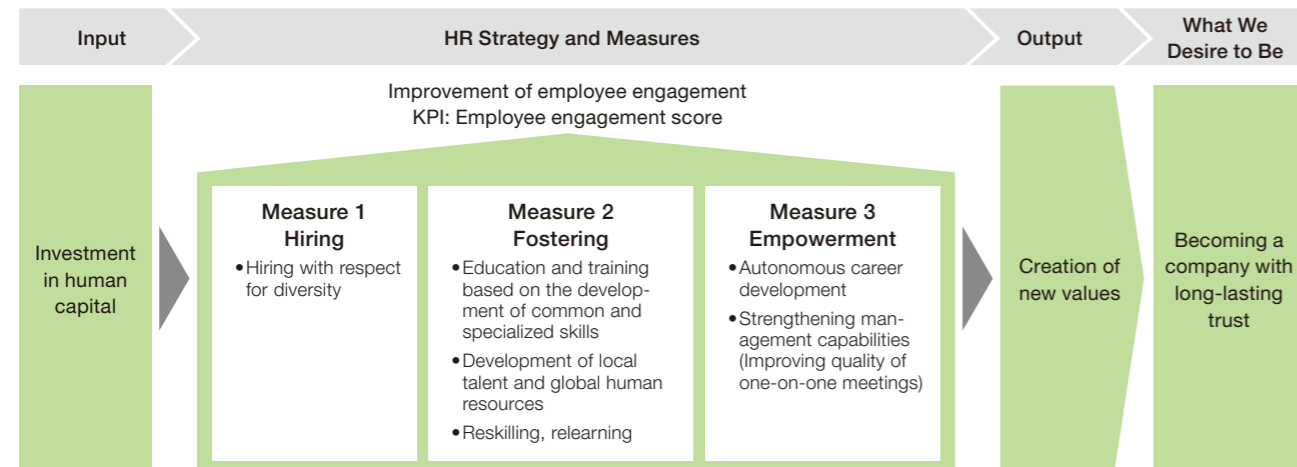 Input
HR Strategy and Measures
Output
What We
Desire to Be
Improvement of employee engagement
KPI: Employee engagement score
Investment
in human
capital
Measure 1
Hiring
•Hiring with respect
for diversity
Measure 2
Fostering
•Education and training
based on the develop-
ment of common and
specialized skills
•Development of local
talent and global human
resources
•Reskilling, relearning
Measure 3
Empowerment
•Autonomous career
development
•Strengthening man-
agement capabilities
(Improving quality of
one-on-one meetings)
Creation of
new values
Becoming a
company with
long-lasting
trust